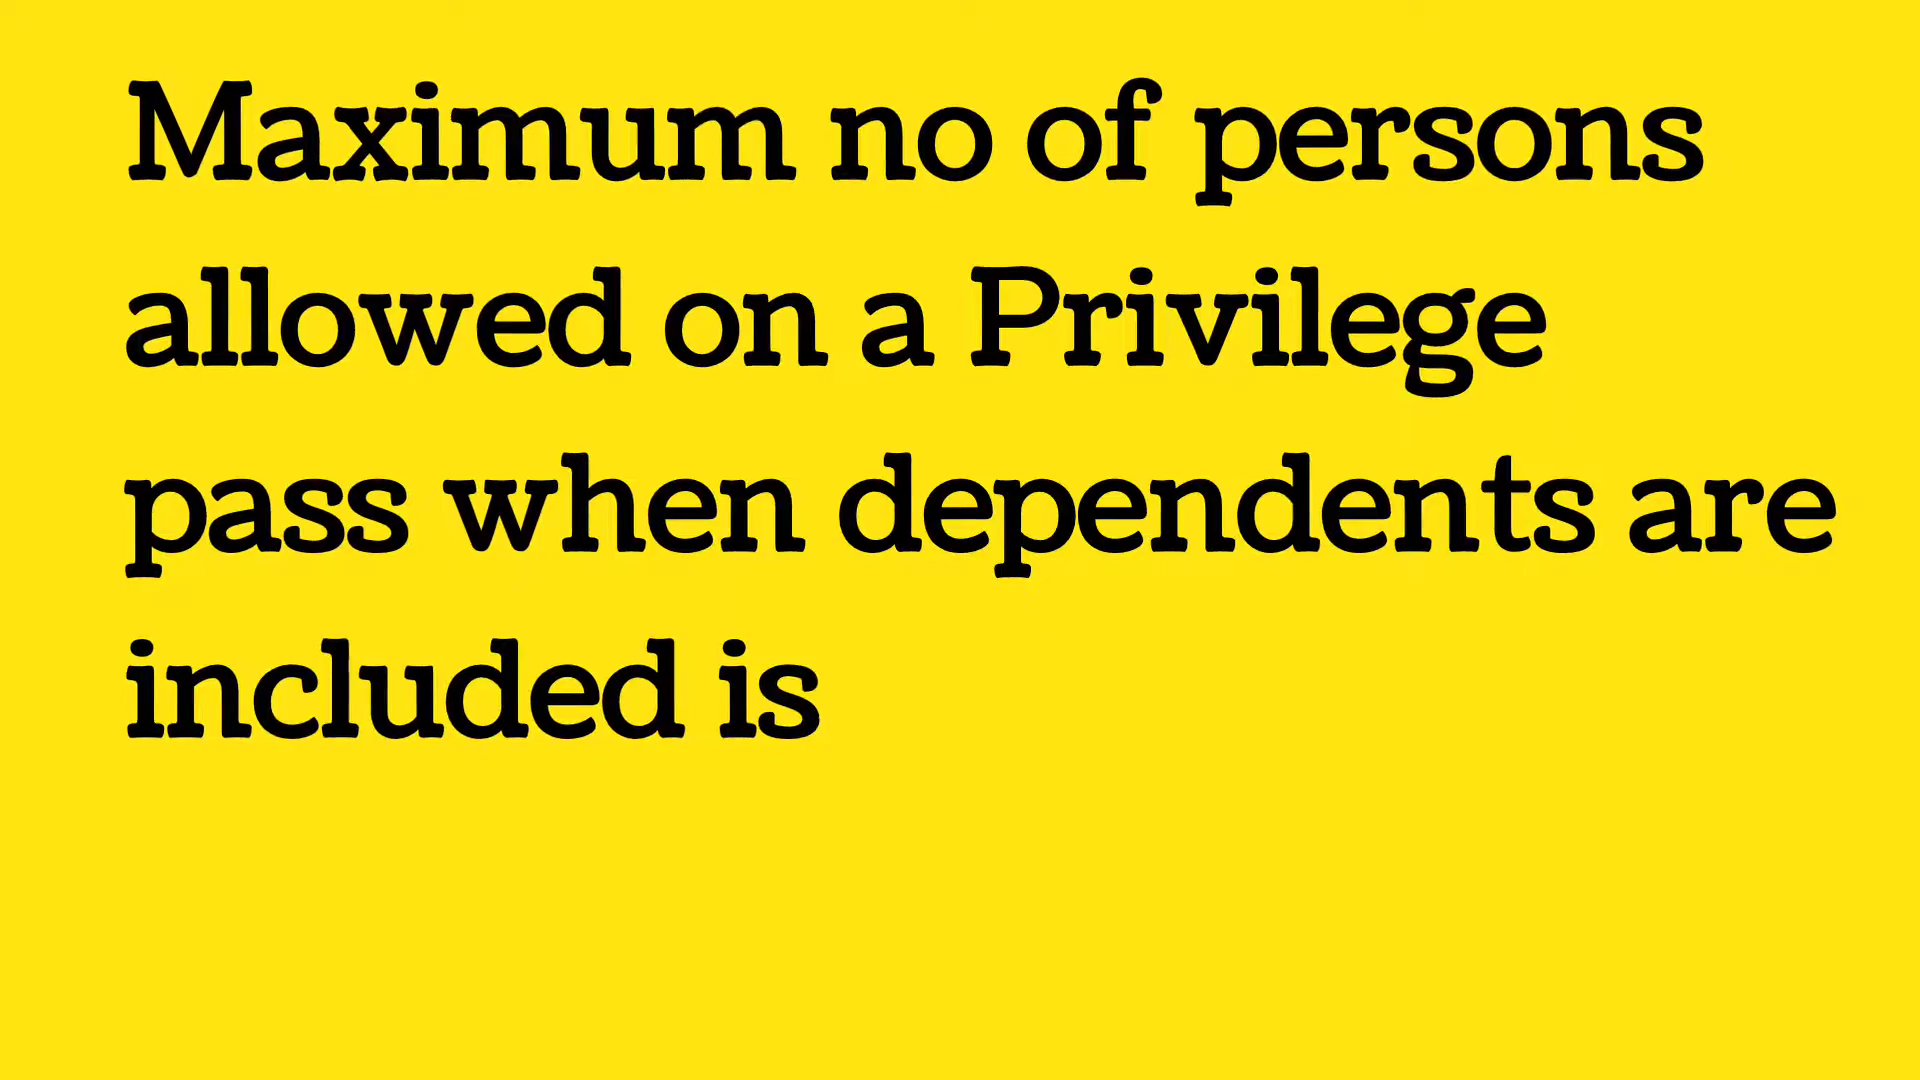 Maximum no of persons
allowed on a Privilege
pass when dependents are
included is